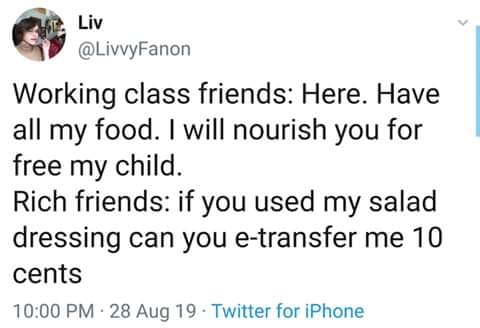 Liv
@LivvyFanon
Working class friends: Here. Have
all my food. I will nourish you for
free my child.
Rich friends: if you used my salad
dressing can you e-transfer me 10
cents
10:00 PM · 28 Aug 19 · Twitter for iPhone